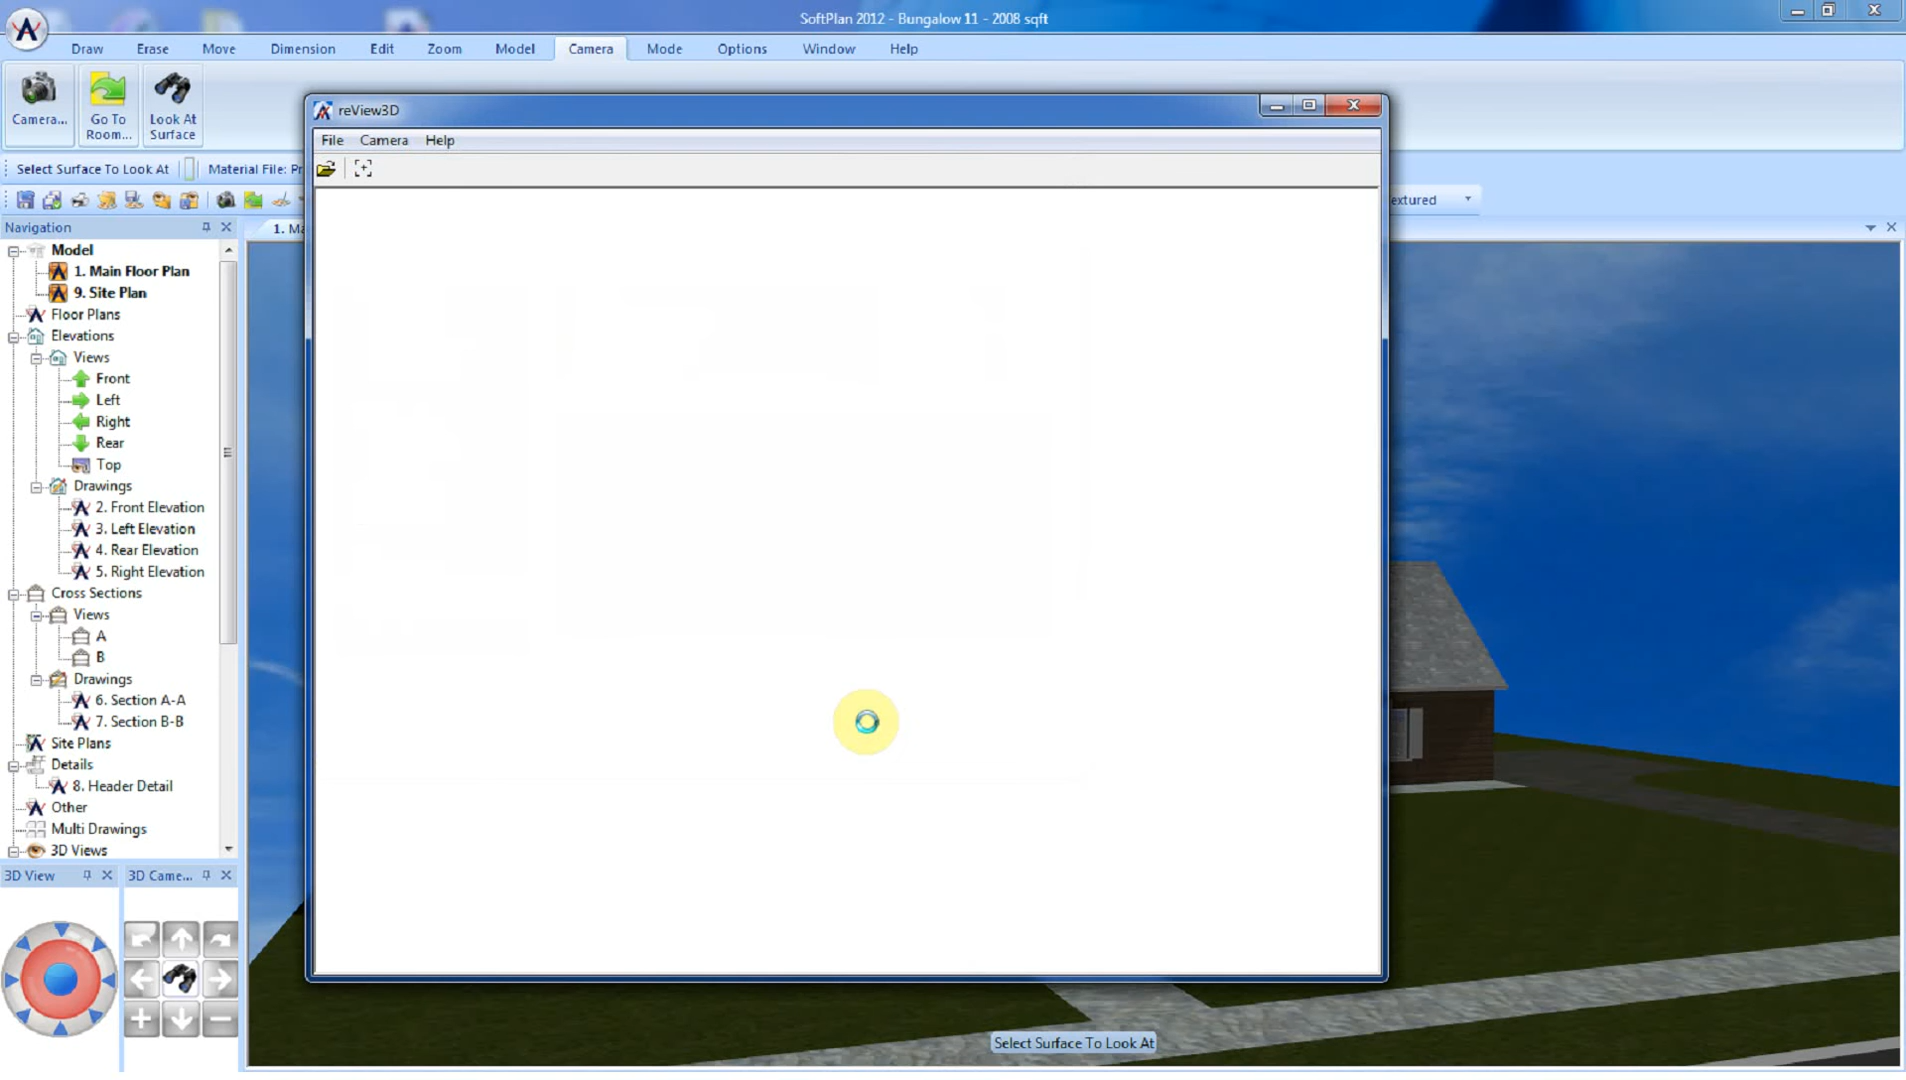 SoftPlan 2012 - Bungalow 11 - 2008 sqft
Draw Erase Move Dimension Edit Zoom Model Camera Mode Options Window Help
Camera...
Go To
Room...
Look At
Surface
Select Surface To Look At Material File: Pr
extured
reView3D
File Camera Help
Navigation
1. Ma
Model
1. Main Floor Plan
9. Site Plan
Floor Plans
Elevations
Views
Front
Left
Right
Rear
Top
Drawings
2. Front Elevation
3. Left Elevation
4. Rear Elevation
5. Right Elevation
Cross Sections
Views
A
B
Drawings
6. Section A-A
7. Section B-B
Site Plans
Details
8. Header Detail
Other
Multi Drawings
3D Views
3D View
3D Came...
Select Surface To Look At